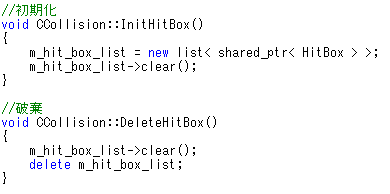 //初期化
void CCollision::InitHitBox()
{
    m_hit_box_list = new list< shared_ptr< HitBox > >;
    m_hit_box_list->clear();
}

//破棄
void CCollision::DeleteHitBox()
{
    m_hit_box_list->clear();
    delete m_hit_box_list;
}